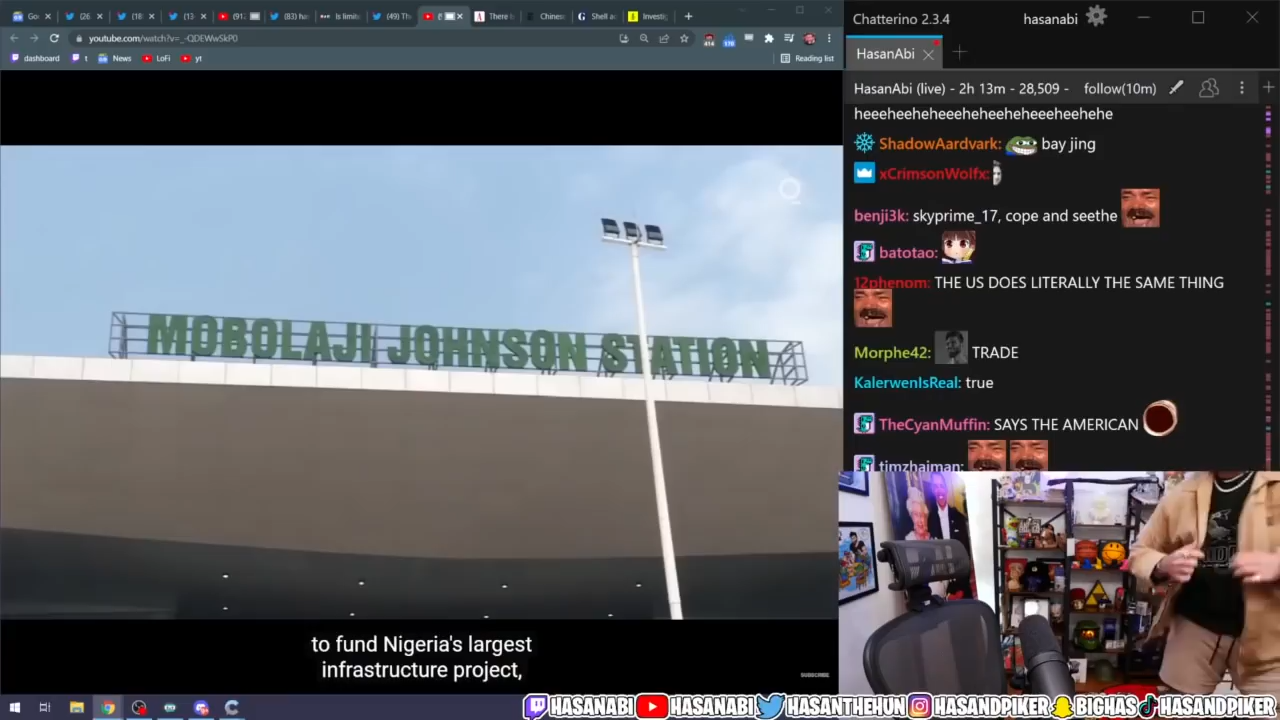 Chatterino 2.3.4
hasanabi
youtube.com/watch?v=_-QDEWwSkP0
HasanAbi
dashboard
t
News
LoFi
yt
Reading list
HasanAbi (live) - 2h 13m - 28,509 -
follow(10m)
heeeheeheheeeheheeheheeeheehehe
ShadowAardvark: bay jing
xCrimsonWolfx:
benji3k: skyprime_17, cope and seethe
batotao:
12phenom: THE US DOES LITERALLY THE SAME THING
Morphe42: TRADE
KalerwenIsReal: true
TheCyanMuffin: SAYS THE AMERICAN
timzhaiman:
MOBOLAJI JOHNSON STATION
to fund Nigeria's largest
infrastructure project,
SUBSCRIBE
HASANABI HASANABI HASANTHEHUN HASANDPIKER BIGHAS HASANDPIKER